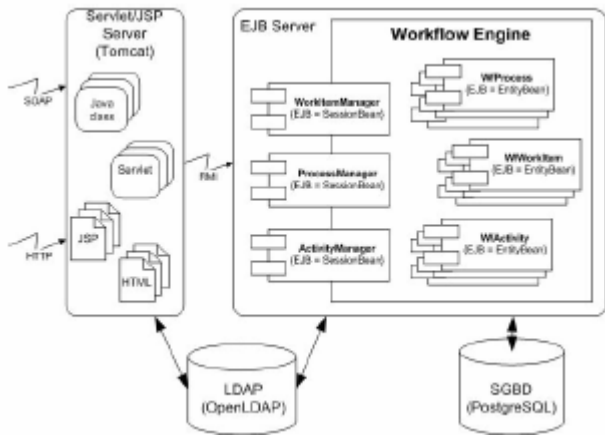 Servlet/JSP
Server
(Tomcat)
SOAP
Java
class
Servlet
RMI
JSP
HTTP
HTML
EJB Server
Workflow Engine
WorkItemManager
(EJB = SessionBean)
ProcessManager
(EJB = SessionBean)
ActivityManager
(EJB = SessionBean)
WfProcess
(EJB = EntityBean)
WfWorkItem
(EJB = EntityBean)
WfActivity
(EJB = EntityBean)
LDAP
(OpenLDAP)
SGBD
(PostgreSQL)